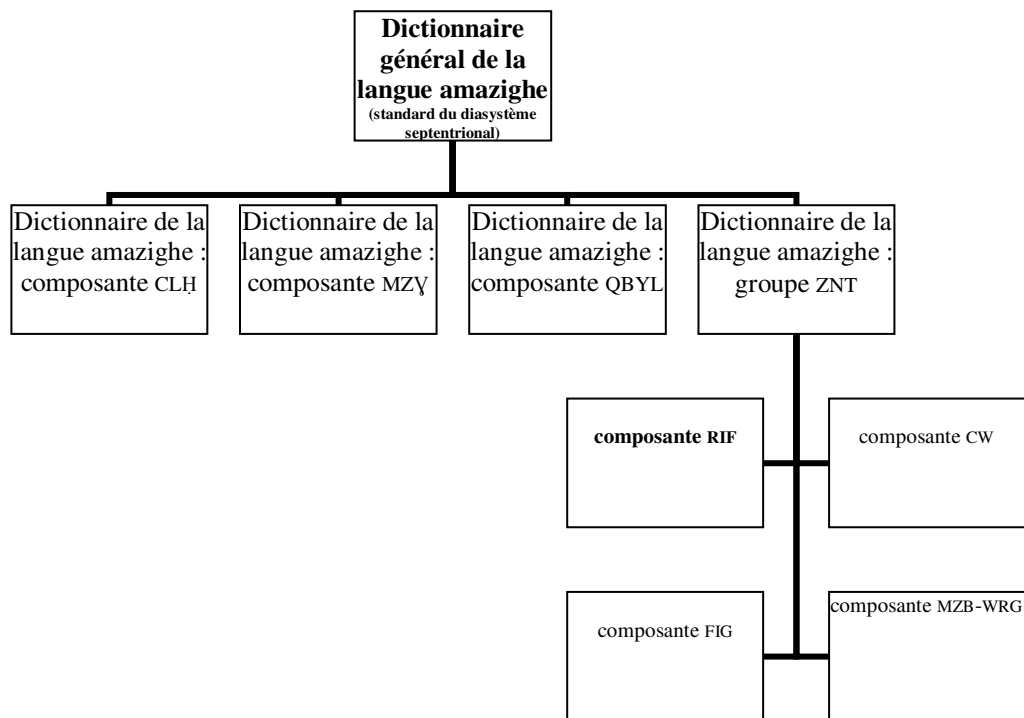 Dictionnaire
général de la
langue amazighe
(standard du diasystème
septentrional)
Dictionnaire de la
langue amazighe :
composante CLḤ
Dictionnaire de la
langue amazighe :
composante MZƔ
Dictionnaire de la
langue amazighe :
composante QBYL
Dictionnaire de la
langue amazighe :
groupe ZNT
composante RIF
composante CW
composante FIG
composante MZB-WRG